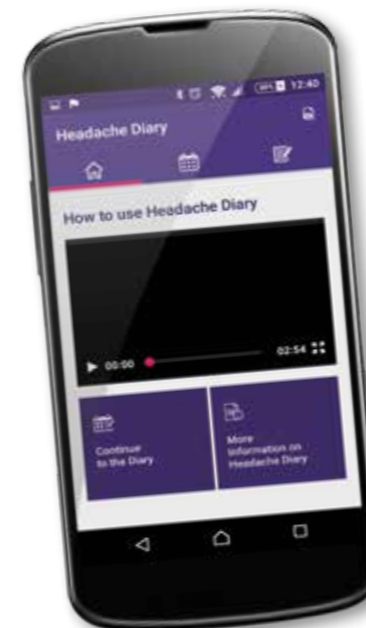 12:40
Headache Diary
How to use Headache Diary
00:00
02:54
Continue
to the Diary
More
Information on
Headache Diary